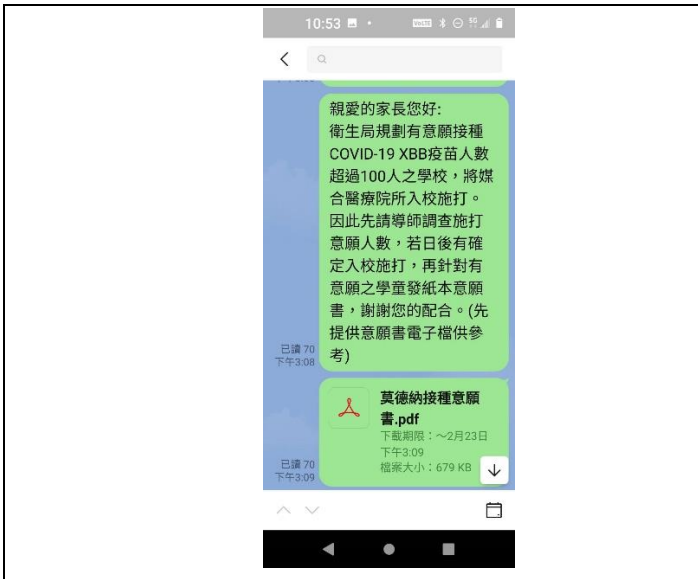 10:53
VoLTE
5G
親愛的家長您好:
衛生局規劃有意願接種
COVID-19 XBB疫苗人數
超過100人之學校，將媒
合醫療院所入校施打。
因此先請導師調查施打
意願人數，若日後有確
定入校施打，再針對有
意願之學童發紙本意願
書，謝謝您的配合。(先
提供意願書電子檔供參
考)
已讀 70
下午3:08
莫德納接種意願
書.pdf
下載期限：～2月23日
下午3:09
檔案大小：679 KB
已讀 70
下午3:09